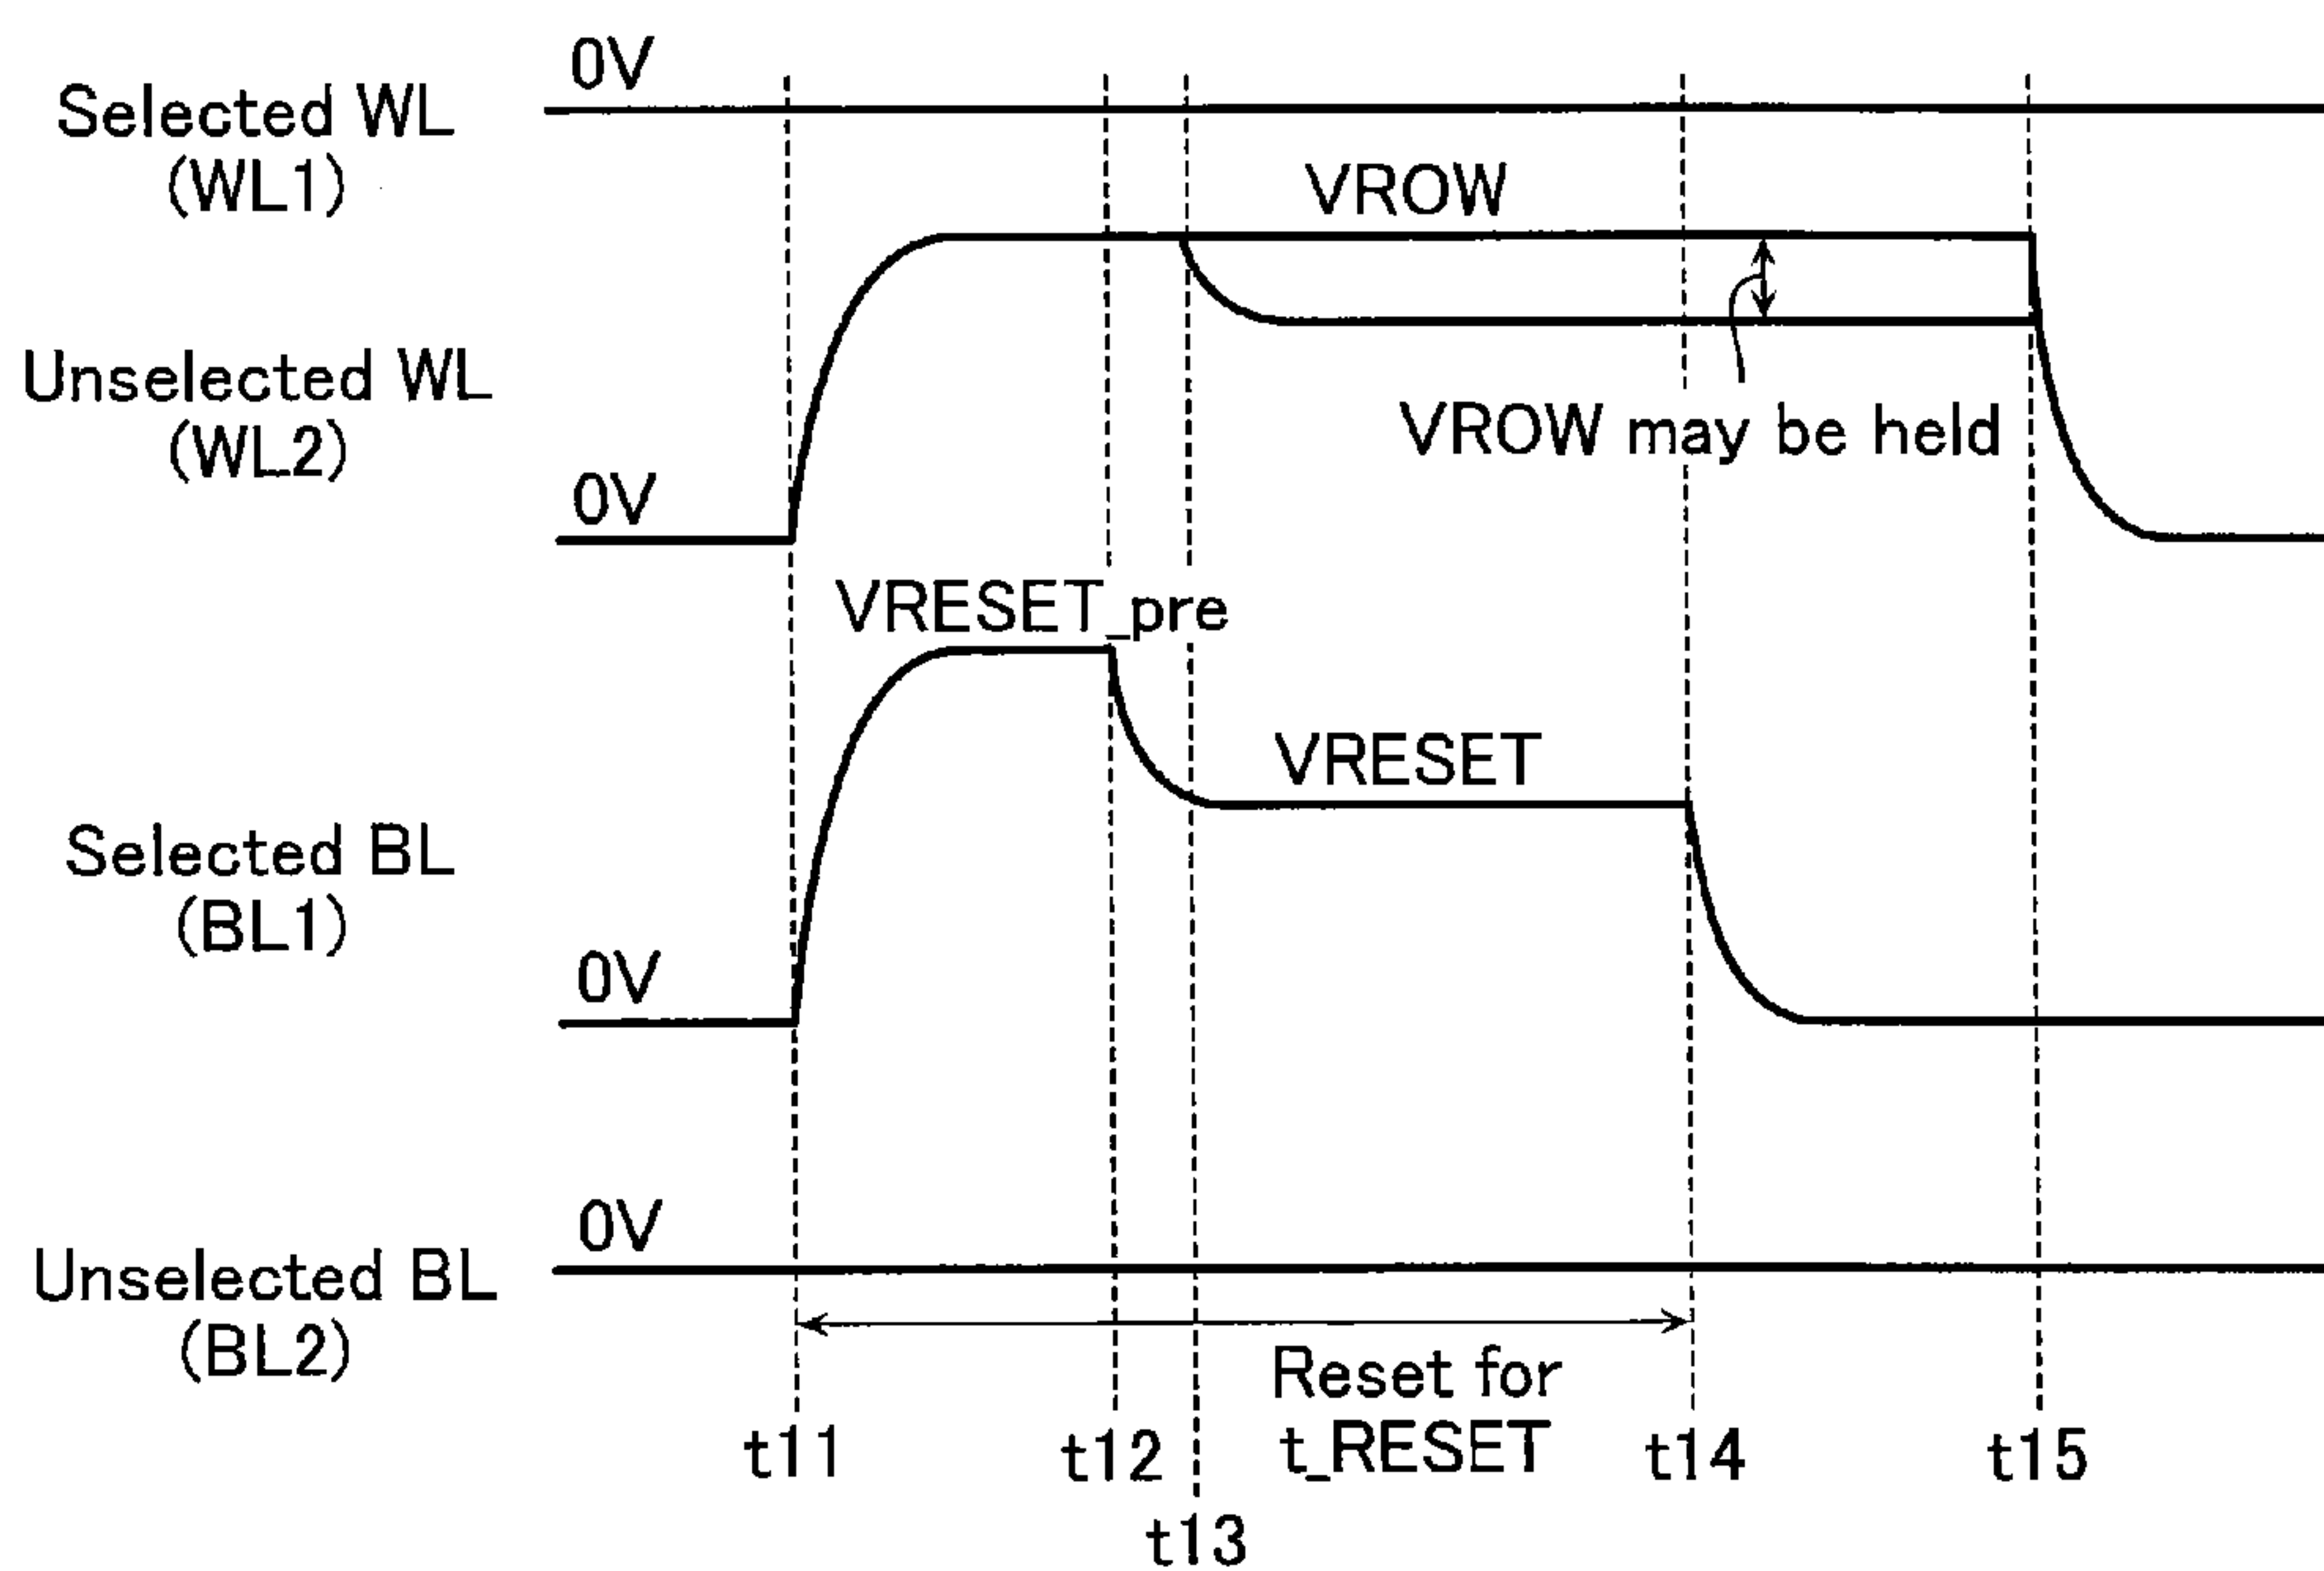 0V
Selected WL
(WL1)
VROW
Unselected WL
(WL2)
VROW may be held
0V
VRESET_pre
VRESET
Selected BL
(BL1)
0V
0V
Unselected BL
(BL2)
Reset for
t_RESET
t11
t12
t13
t14
t15